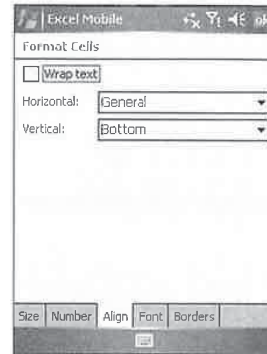 Excel Mobile ok
Format Cells
Wrap text
Horizontal: General
Vertical: Bottom
Size Number Align Font Borders